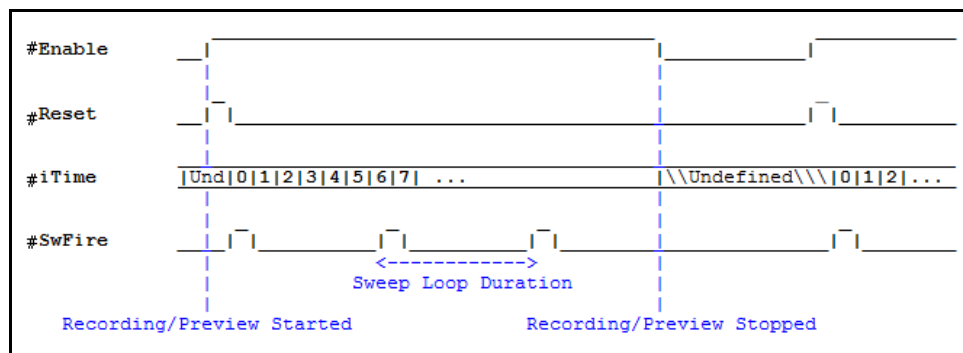 #Enable
#Reset
#iTime |Und|0|1|2|3|4|5|6|7| ... |\\Undefined\\\|0|1|2|...
#SwFire
<------------>
Sweep Loop Duration
Recording/Preview Started Recording/Preview Stopped